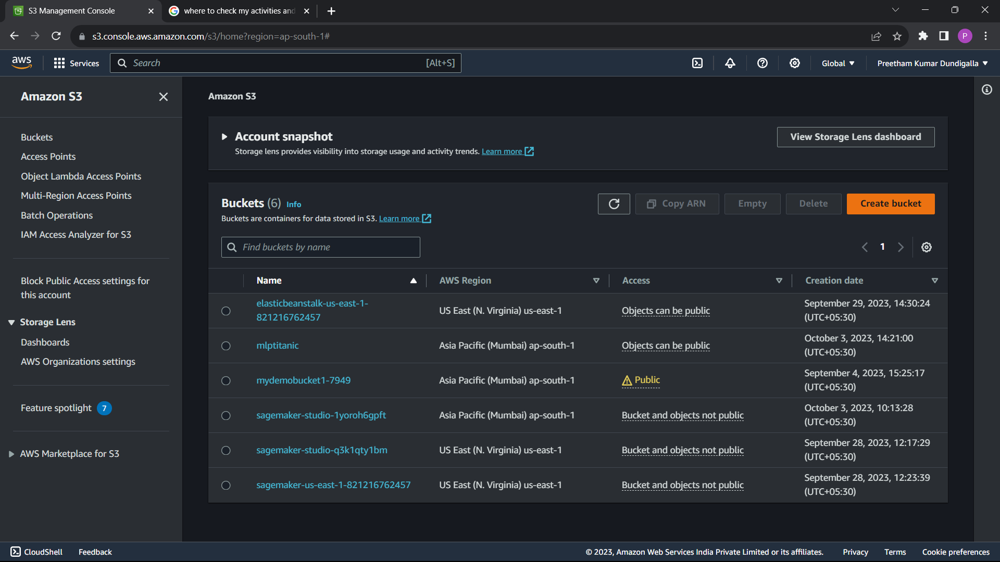 S3 Management Console
where to check my activities and
s3.console.aws.amazon.com/s3/home?region=ap-south-1#
P
aws
Services
Search
[Alt+S]
Global
Preetham Kumar Dundigalla
Amazon S3
Buckets
Access Points
Object Lambda Access Points
Multi-Region Access Points
Batch Operations
IAM Access Analyzer for S3
Block Public Access settings for
this account
Storage Lens
Dashboards
AWS Organizations settings
Feature spotlight 7
AWS Marketplace for S3
Amazon S3
Account snapshot
Storage lens provides visibility into storage usage and activity trends. Learn more
View Storage Lens dashboard
Buckets (6) Info
Buckets are containers for data stored in S3. Learn more
Copy ARN
Empty
Delete
Create bucket
Find buckets by name
1
Name AWS Region Access Creation date
elasticbeanstalk-us-east-1-
821216762457
US East (N. Virginia) us-east-1
Objects can be public
September 29, 2023, 14:30:24
(UTC+05:30)
mlptitanic
Asia Pacific (Mumbai) ap-south-1
Objects can be public
October 3, 2023, 14:21:00
(UTC+05:30)
mydemobucket1-7949
Asia Pacific (Mumbai) ap-south-1
Public
September 4, 2023, 15:25:17
(UTC+05:30)
sagemaker-studio-1yoroh6gpft
Asia Pacific (Mumbai) ap-south-1
Bucket and objects not public
October 3, 2023, 10:13:28
(UTC+05:30)
sagemaker-studio-q3k1qty1bm
US East (N. Virginia) us-east-1
Bucket and objects not public
September 28, 2023, 12:17:29
(UTC+05:30)
sagemaker-us-east-1-821216762457
US East (N. Virginia) us-east-1
Bucket and objects not public
September 28, 2023, 12:23:39
(UTC+05:30)
CloudShell
Feedback
© 2023, Amazon Web Services India Private Limited or its affiliates.
Privacy
Terms
Cookie preferences